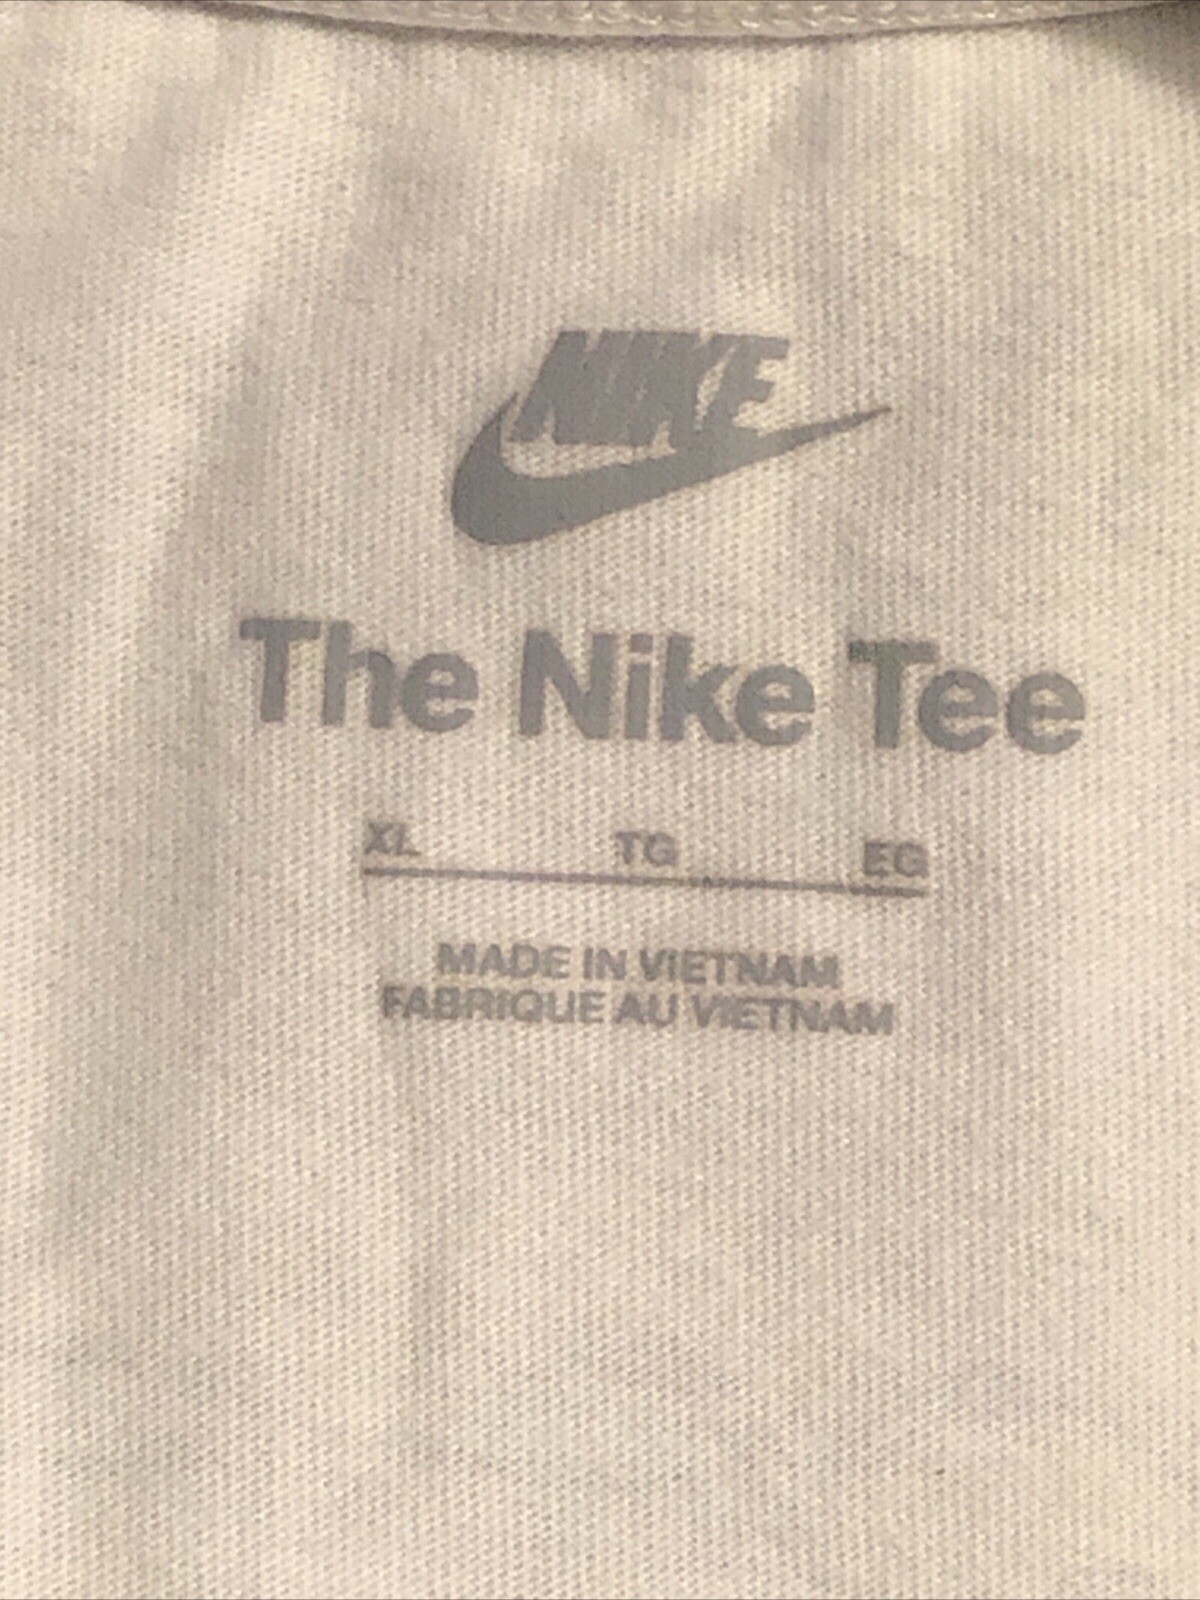 NIKE
The Nike Tee
XL TG EG
MADE IN VIETNAM
FABRIQUE AU VIETNAM